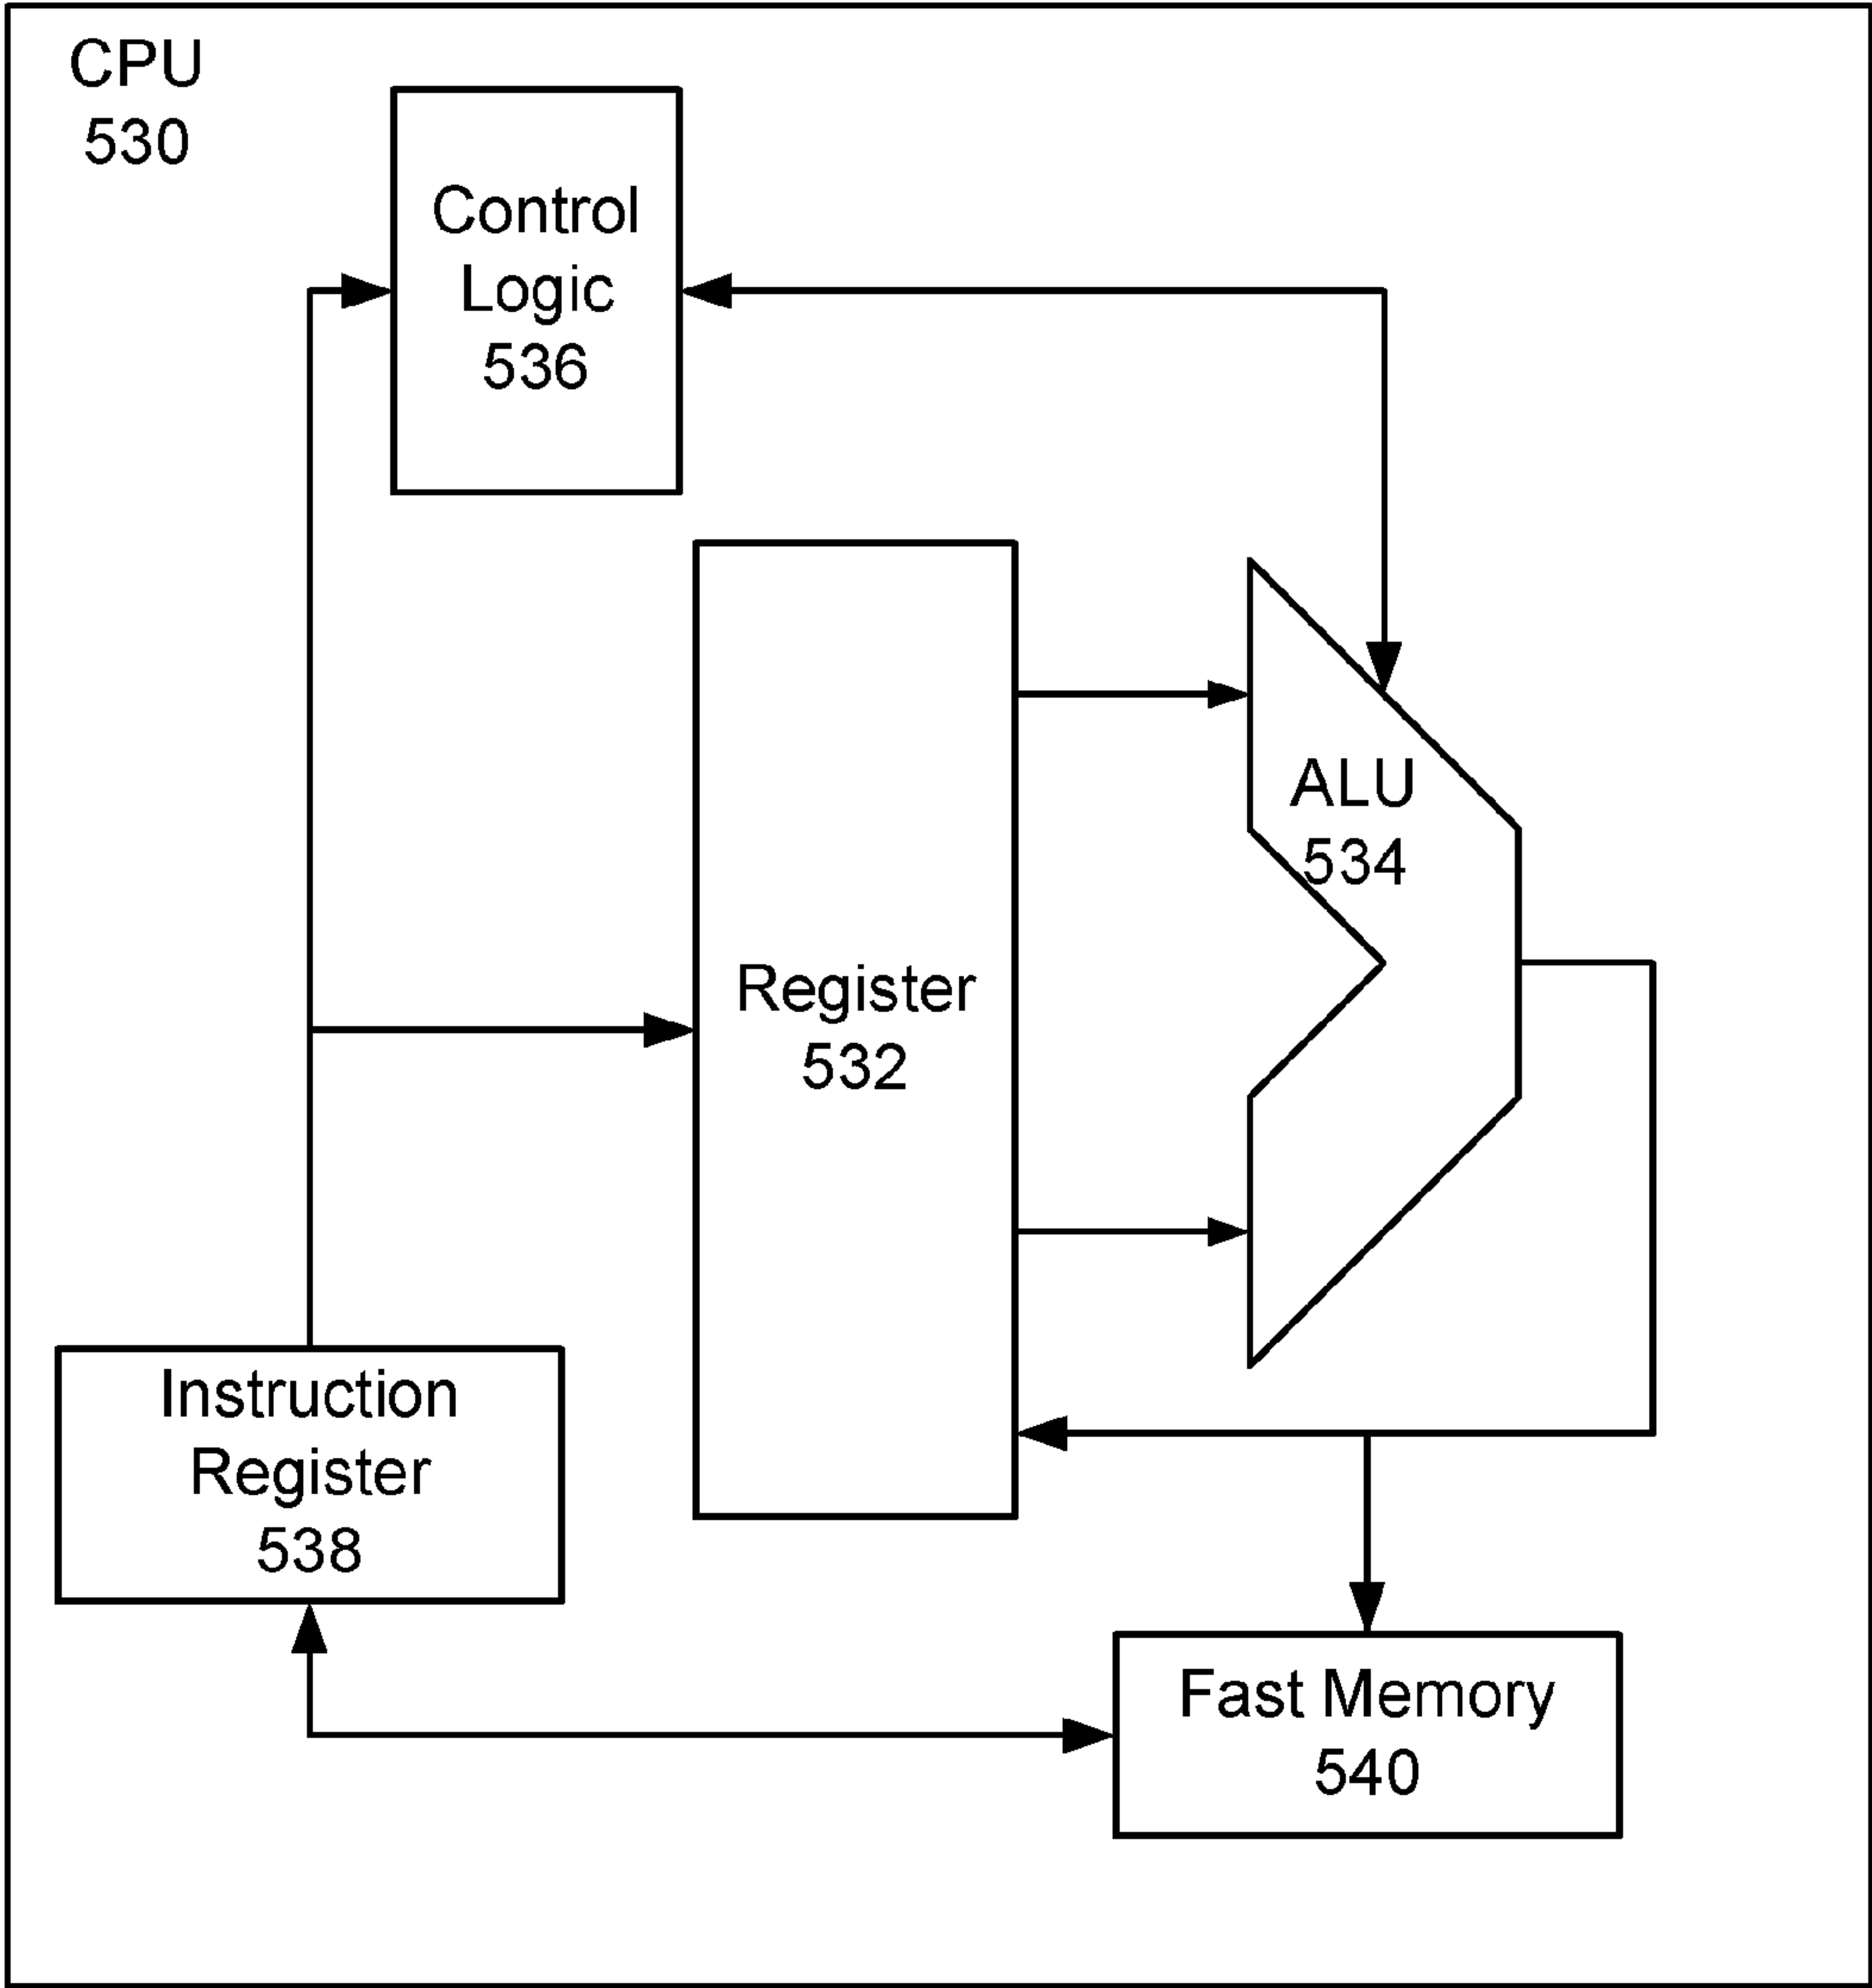 CPU
530
Control
Logic
536
ALU
534
Register
532
Instruction
Register
538
Fast Memory
540